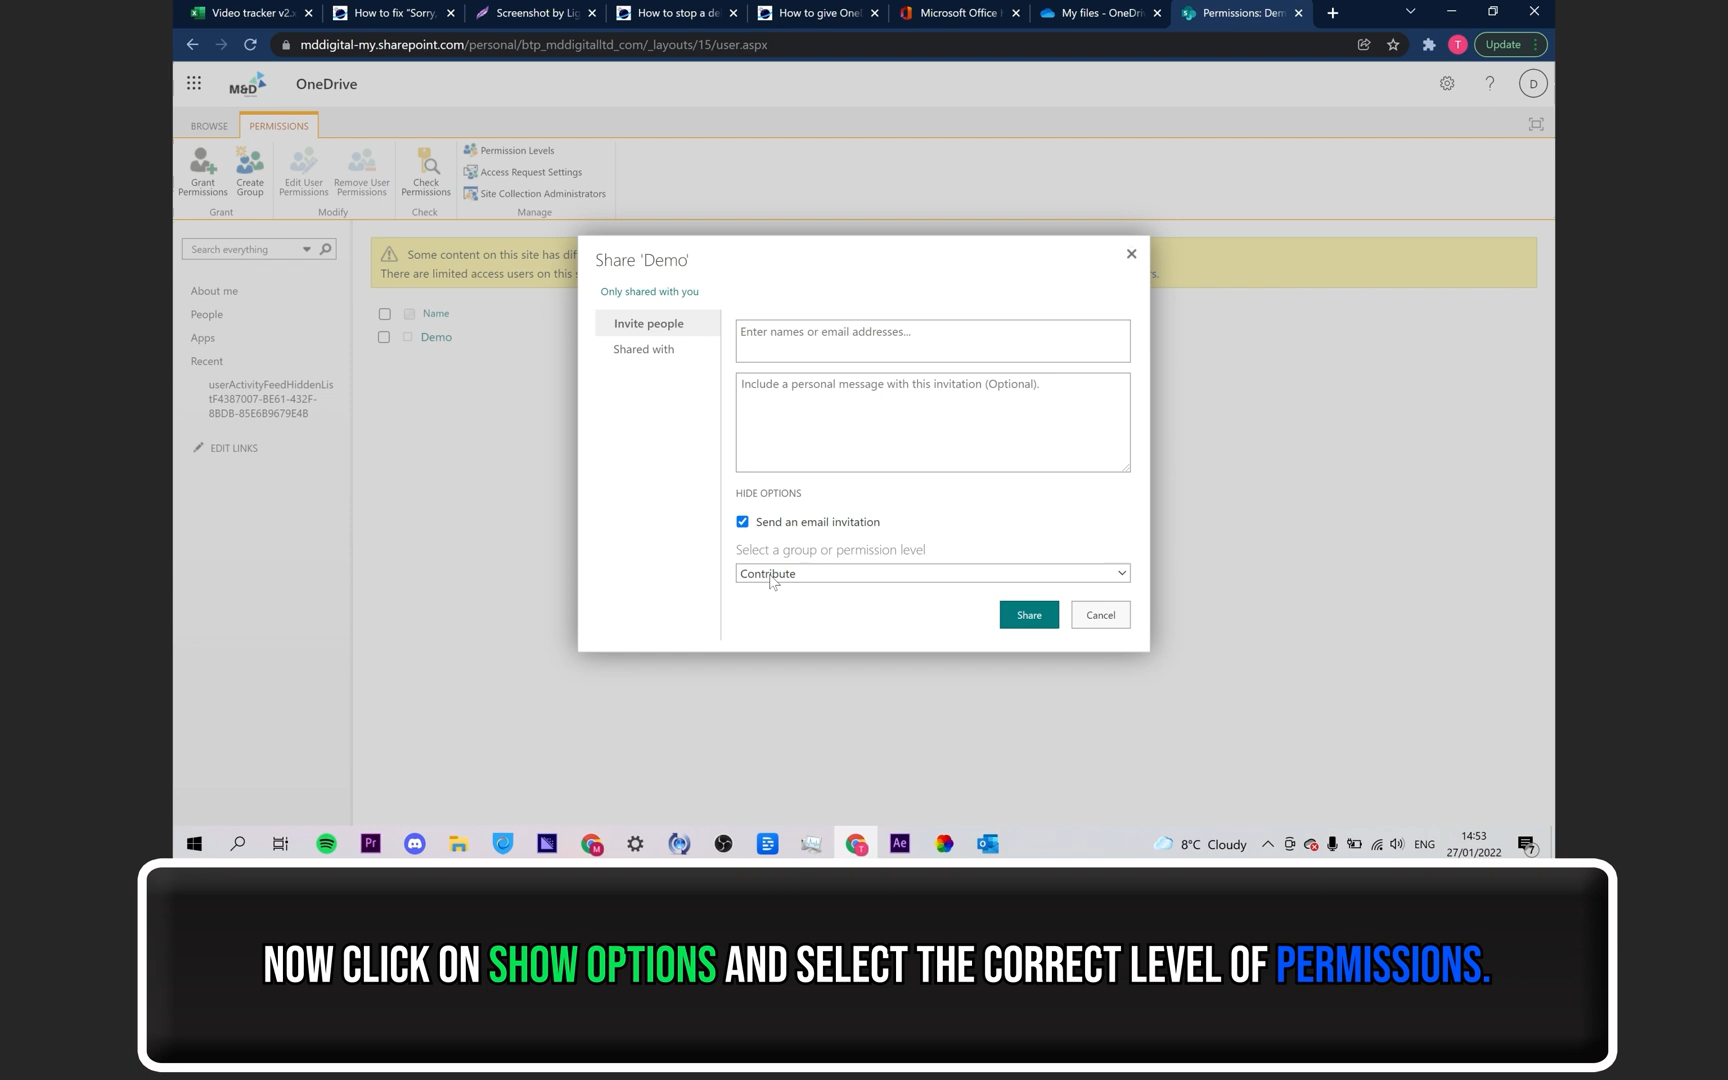 Video tracker v2.x
How to fix "Sorry,
Screenshot by Lig
How to stop a de
How to give OneD
Microsoft Office H
My files - OneDriv
Permissions: Dem
mddigital-my.sharepoint.com/personal/btp_mddigitalltd_com/_layouts/15/user.aspx
T
Update
M&D
OneDrive
?
D
BROWSE
PERMISSIONS
Grant
Permissions
Create
Group
Edit User
Permissions
Remove User
Permissions
Check
Permissions
Permission Levels
Access Request Settings
Site Collection Administrators
Grant
Modify
Check
Manage
Search everything
Some content on this site has dif
There are limited access users on this s
s.
About me
People
Apps
Recent
userActivityFeedHiddenLis
tF4387007-BE61-432F-
8BDB-85E6B9679E4B
EDIT LINKS
Name
Demo
Share 'Demo'
Only shared with you
Invite people
Shared with
Enter names or email addresses...
Include a personal message with this invitation (Optional).
HIDE OPTIONS
Send an email invitation
Select a group or permission level
Contribute
Share
Cancel
Pr
M
T
Ae
8°C Cloudy
ENG
14:53
27/01/2022
7
NOW CLICK ON SHOW OPTIONS AND SELECT THE CORRECT LEVEL OF PERMISSIONS.